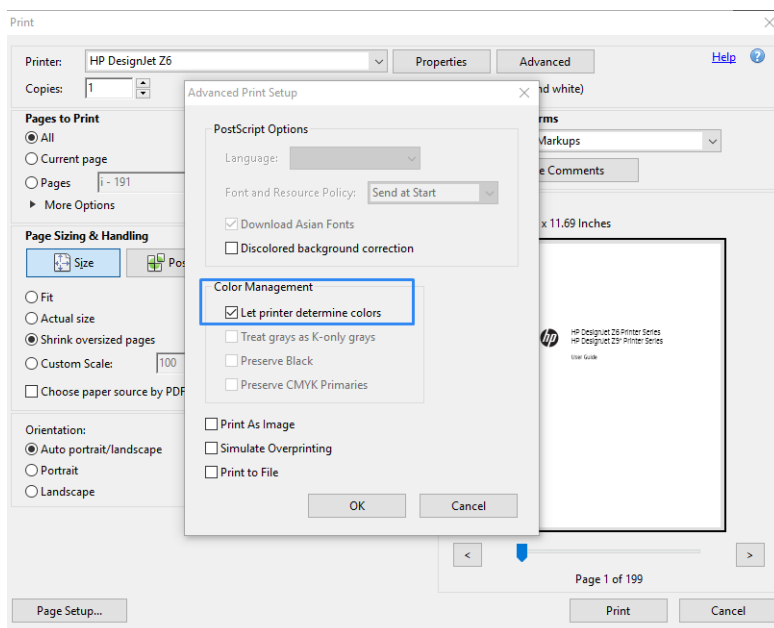 Print
Printer: HP DesignJet Z6 Properties Advanced Help ?
Copies: 1 nd white)
Pages to Print
All
Current page
Pages i - 191
More Options
Page Sizing & Handling
Size Pos
Fit
Actual size
Shrink oversized pages
Custom Scale: 100
Choose paper source by PDF
Orientation:
Auto portrait/landscape
Portrait
Landscape
Advanced Print Setup
PostScript Options
Language:
Font and Resource Policy: Send at Start
Download Asian Fonts
Discolored background correction
Color Management
Let printer determine colors
Treat grays as K-only grays
Preserve Black
Preserve CMYK Primaries
Print As Image
Simulate Overprinting
Print to File
OK Cancel
rms
Markups
e Comments
x 11.69 Inches
hp
HP DesignJet Z6 Printer Series
HP DesignJet Z9+ Printer Series
User Guide
< >
Page 1 of 199
Page Setup... Print Cancel